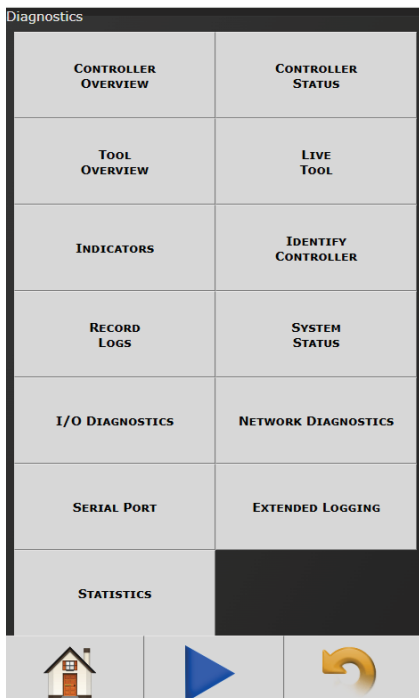 Diagnostics
Controller
Overview
Controller
Status
Tool
Overview
Live
Tool
Indicators
Identify
Controller
Record
Logs
System
Status
I/O Diagnostics
Network Diagnostics
Serial Port
Extended Logging
Statistics